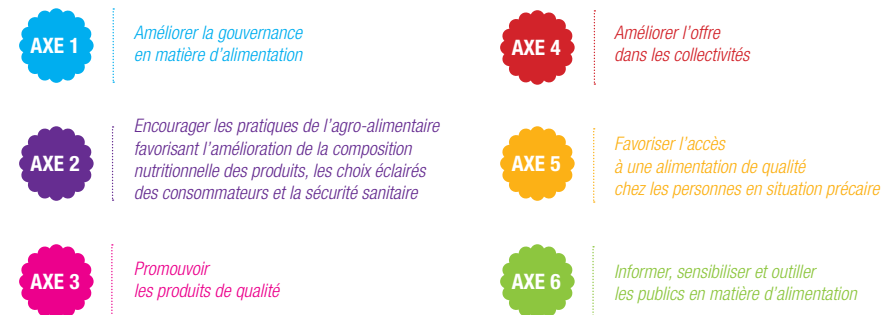 AXE 1
Améliorer la gouvernance
en matière d'alimentation
AXE 2
Encourager les pratiques de l'agro-alimentaire
favorisant l'amélioration de la composition
nutritionnelle des produits, les choix éclairés
des consommateurs et la sécurité sanitaire
AXE 3
Promouvoir
les produits de qualité
AXE 4
Améliorer l'offre
dans les collectivités
AXE 5
Favoriser l'accès
à une alimentation de qualité
chez les personnes en situation précaire
AXE 6
Informer, sensibiliser et outiller
les publics en matière d'alimentation